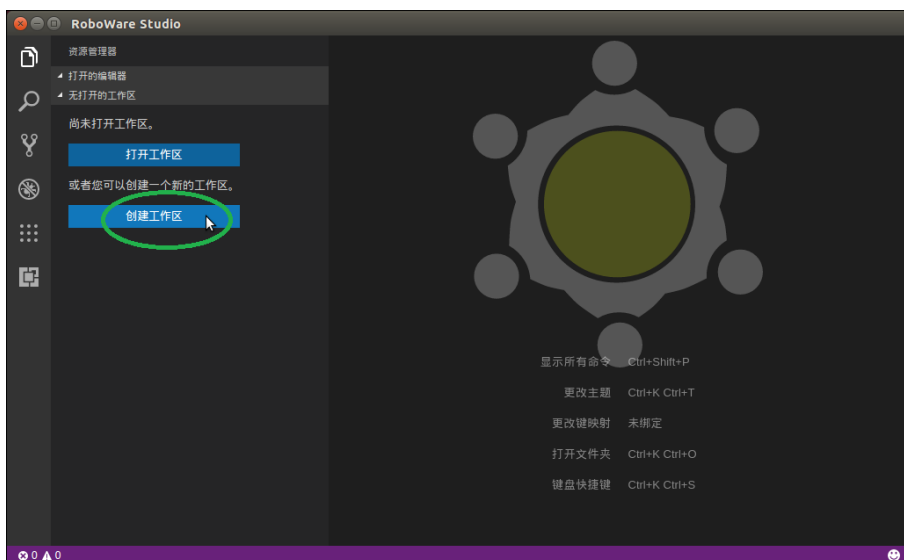 RoboWare Studio
资源管理器
打开的编辑器
无打开的工作区
尚未打开工作区。
打开工作区
或者您可以创建一个新的工作区。
创建工作区
显示所有命令 Ctrl+Shift+P
更改主题 Ctrl+K Ctrl+T
更改键映射 未绑定
打开文件夹 Ctrl+K Ctrl+O
键盘快捷键 Ctrl+K Ctrl+S
0 0